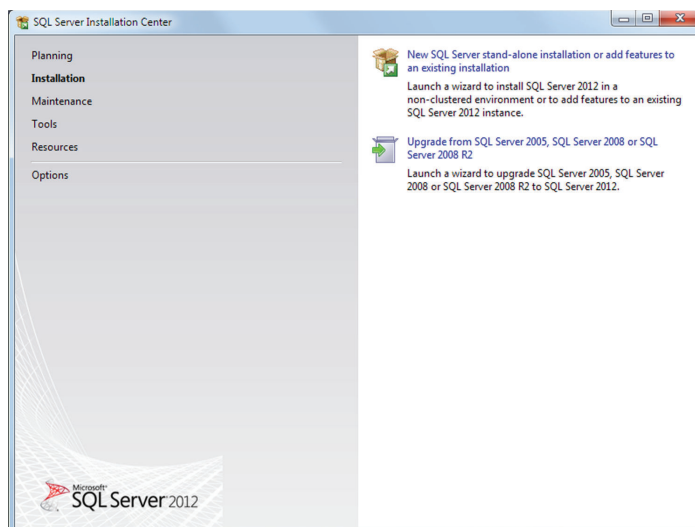 SQL Server Installation Center
Planning
Installation
Maintenance
Tools
Resources
Options
New SQL Server stand-alone installation or add features to
an existing installation
Launch a wizard to install SQL Server 2012 in a
non-clustered environment or to add features to an existing
SQL Server 2012 instance.
Upgrade from SQL Server 2005, SQL Server 2008 or SQL
Server 2008 R2
Launch a wizard to upgrade SQL Server 2005, SQL Server
2008 or SQL Server 2008 R2 to SQL Server 2012.
Microsoft®
SQL Server 2012